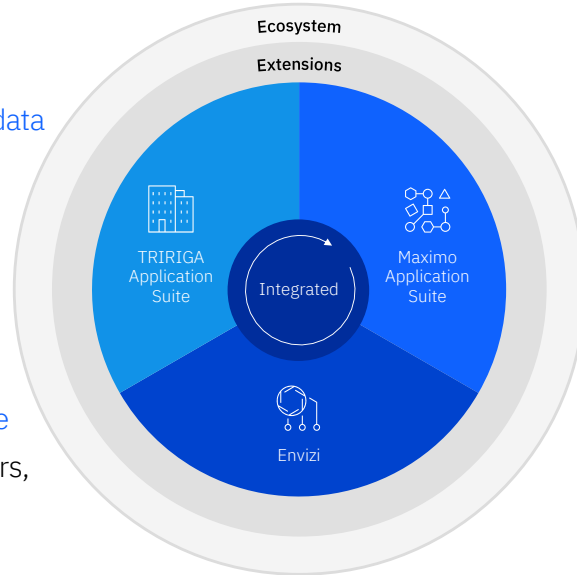 Ecosystem
Extensions
data
TRIRIGA
Application
Suite
Integrated
Maximo
Application
Suite
Envizi
e
rs,